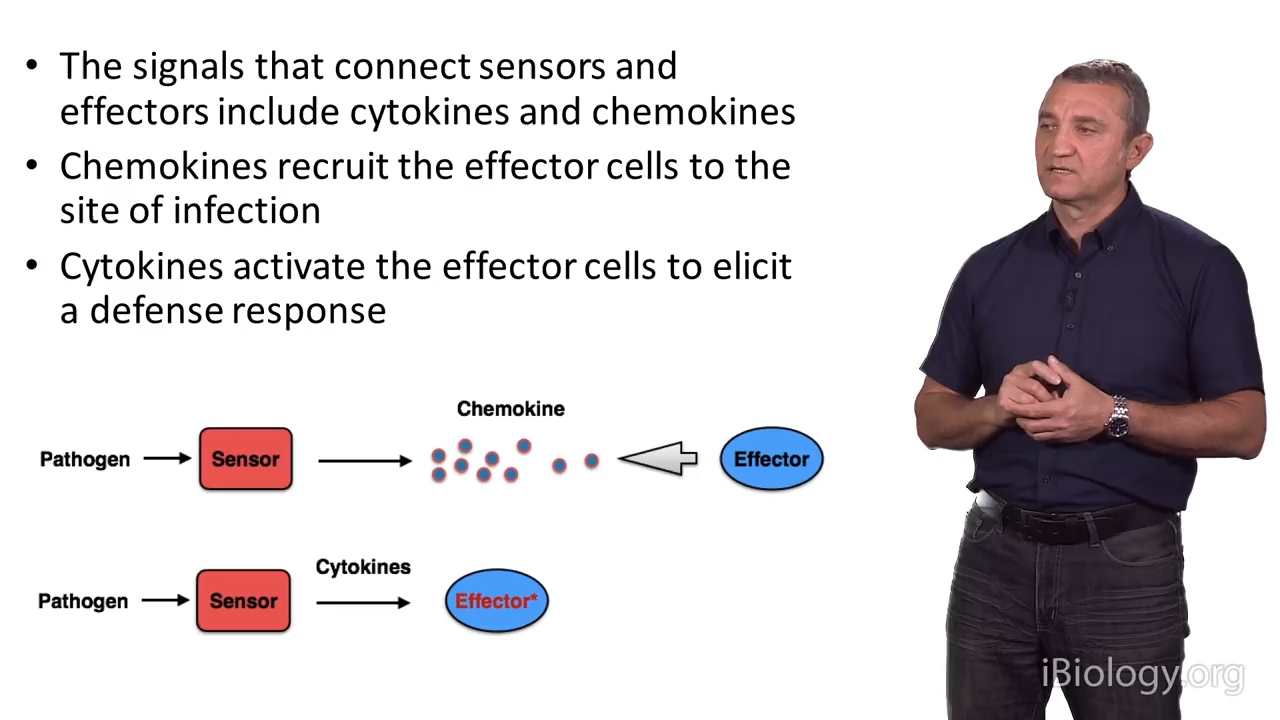 • The signals that connect sensors and
effectors include cytokines and chemokines
• Chemokines recruit the effector cells to the
site of infection
• Cytokines activate the effector cells to elicit
a defense response
Chemokine
Pathogen Sensor Effector
Cytokines
Pathogen Sensor Effector*
iBiology.org